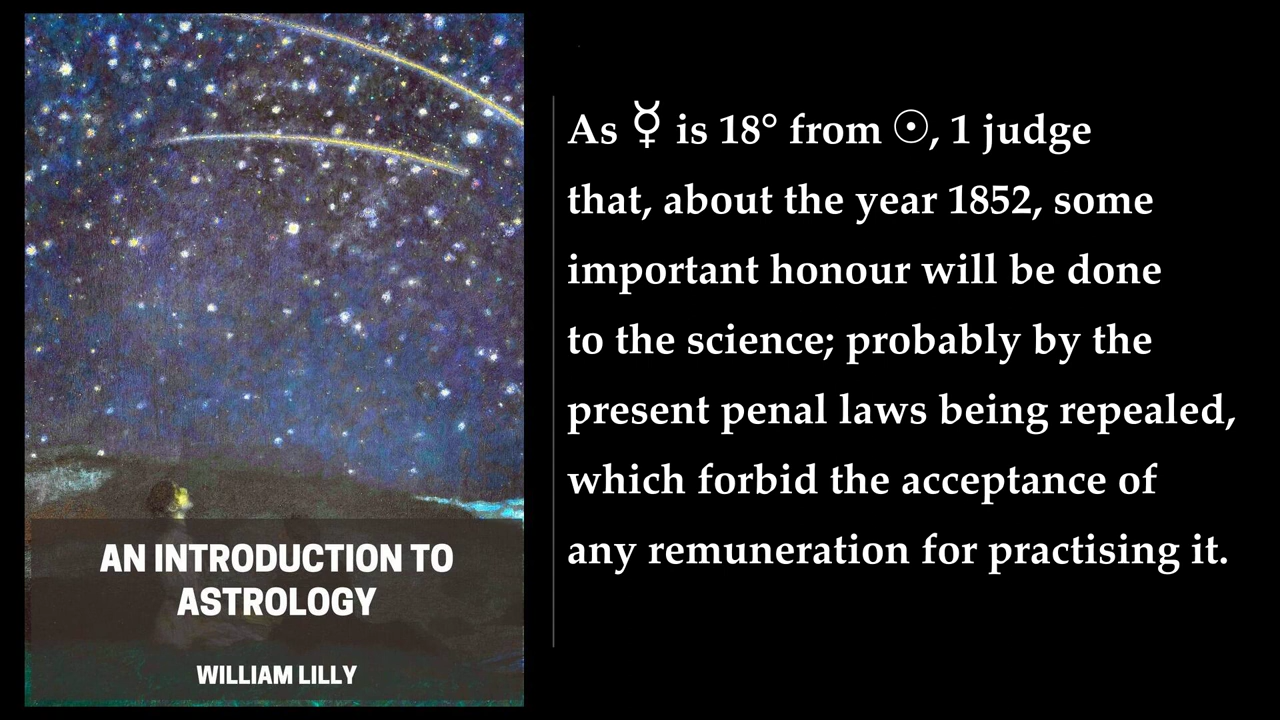 AN INTRODUCTION TO
ASTROLOGY
WILLIAM LILLY
As ☿ is 18° from ☉, 1 judge
that, about the year 1852, some
important honour will be done
to the science; probably by the
present penal laws being repealed,
which forbid the acceptance of
any remuneration for practising it.